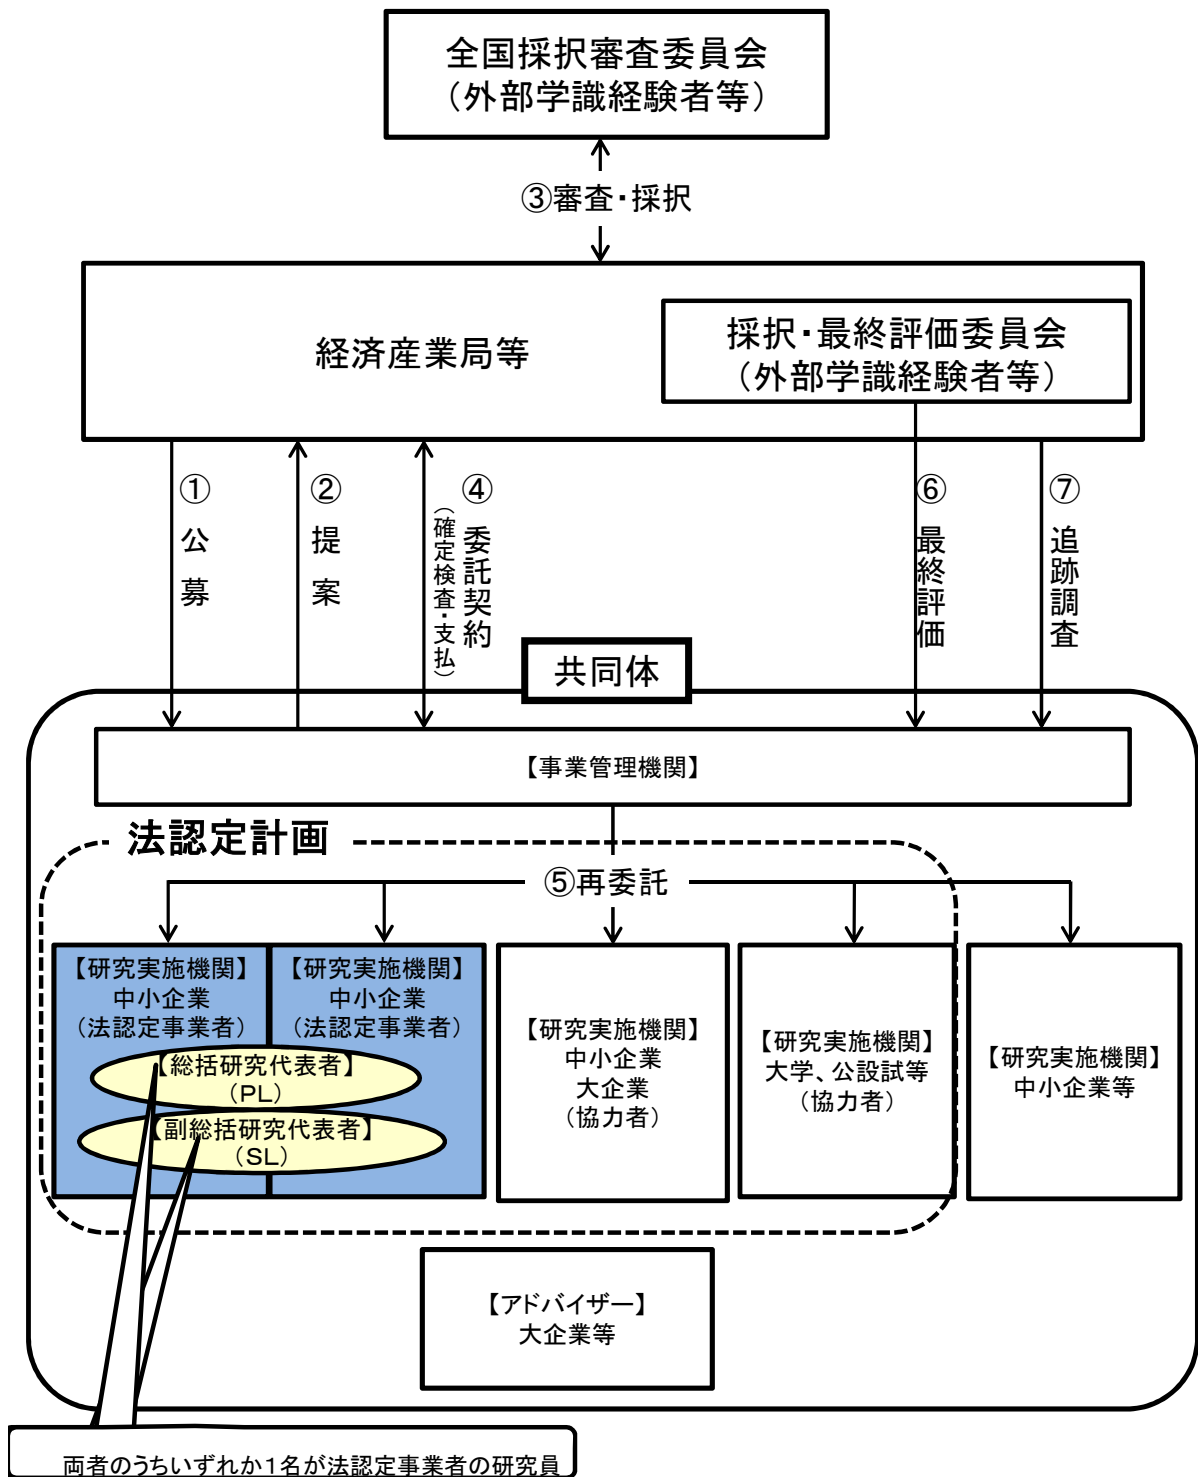 全国採択審査委員会
（外部学識経験者等）
③審査・採択
経済産業局等
採択・最終評価委員会
（外部学識経験者等）
①公募
②提案
④委託契約
（確定検査・支払）
⑥最終評価
⑦追跡調査
共同体
【事業管理機関】
法認定計画
⑤再委託
【研究実施機関】
中小企業
（法認定事業者）
【研究実施機関】
中小企業
（法認定事業者）
【総括研究代表者】
（PL）
【副総括研究代表者】
（SL）
【研究実施機関】
中小企業
大企業
（協力者）
【研究実施機関】
大学、公設試等
（協力者）
【研究実施機関】
中小企業等
【アドバイザー】
大企業等
両者のうちいずれか１名が法認定事業者の研究員